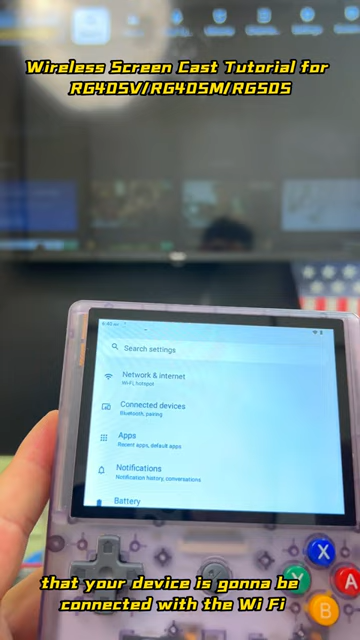 Wireless Screen Cast Tutorial for
RG405V/RG405M/RG505
Search settings
Network & internet
Wi-Fi, hotspot
Connected devices
Bluetooth, pairing
Apps
Recent apps, default apps
Notifications
Notification history, conversations
Battery
X
Y
A
B
that your device is gonna be
connected with the Wi Fi